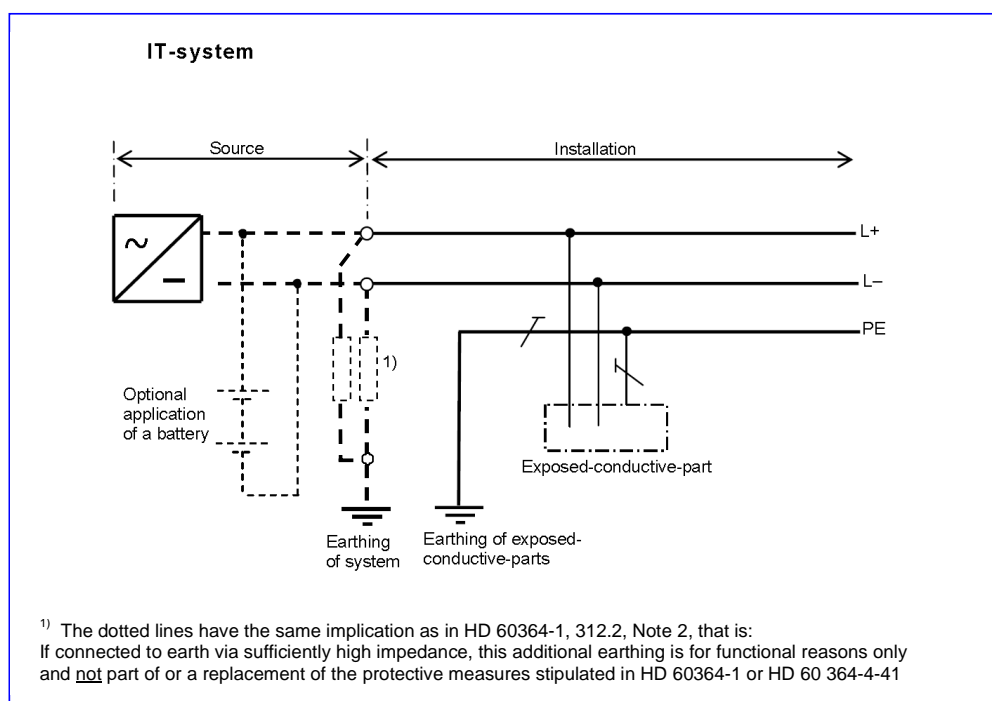 IT-system
Source
Installation
L+
L–
PE
1)
Optional
application
of a battery
Exposed-conductive-part
Earthing
of system
Earthing of exposed-
conductive-parts
1) The dotted lines have the same implication as in HD 60364-1, 312.2, Note 2, that is:
If connected to earth via sufficiently high impedance, this additional earthing is for functional reasons only
and not part of or a replacement of the protective measures stipulated in HD 60364-1 or HD 60 364-4-41